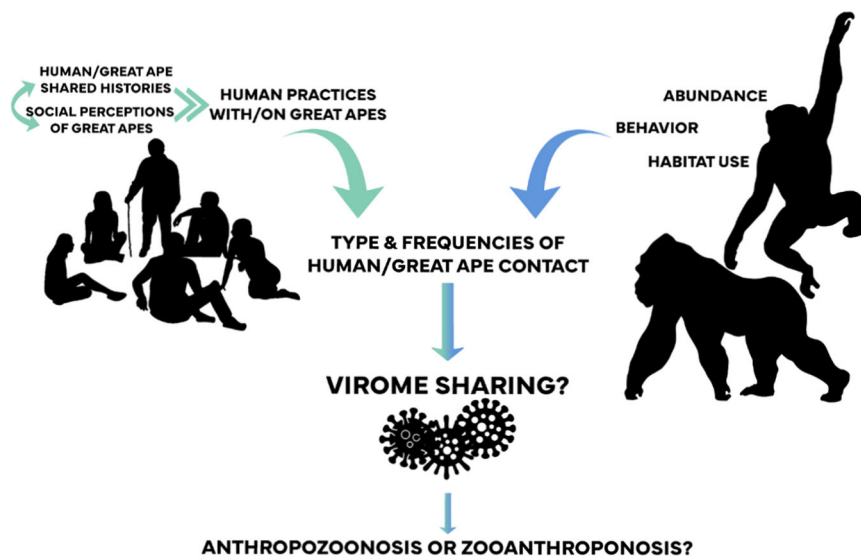 HUMAN/GREAT APE
SHARED HISTORIES
SOCIAL PERCEPTIONS
OF GREAT APES
HUMAN PRACTICES
WITH/ON GREAT APES
ABUNDANCE
BEHAVIOR
HABITAT USE
TYPE & FREQUENCIES OF
HUMAN/GREAT APE CONTACT
VIROME SHARING?
ANTHROPOZOONOSIS OR ZOOANTHROPONOSIS?